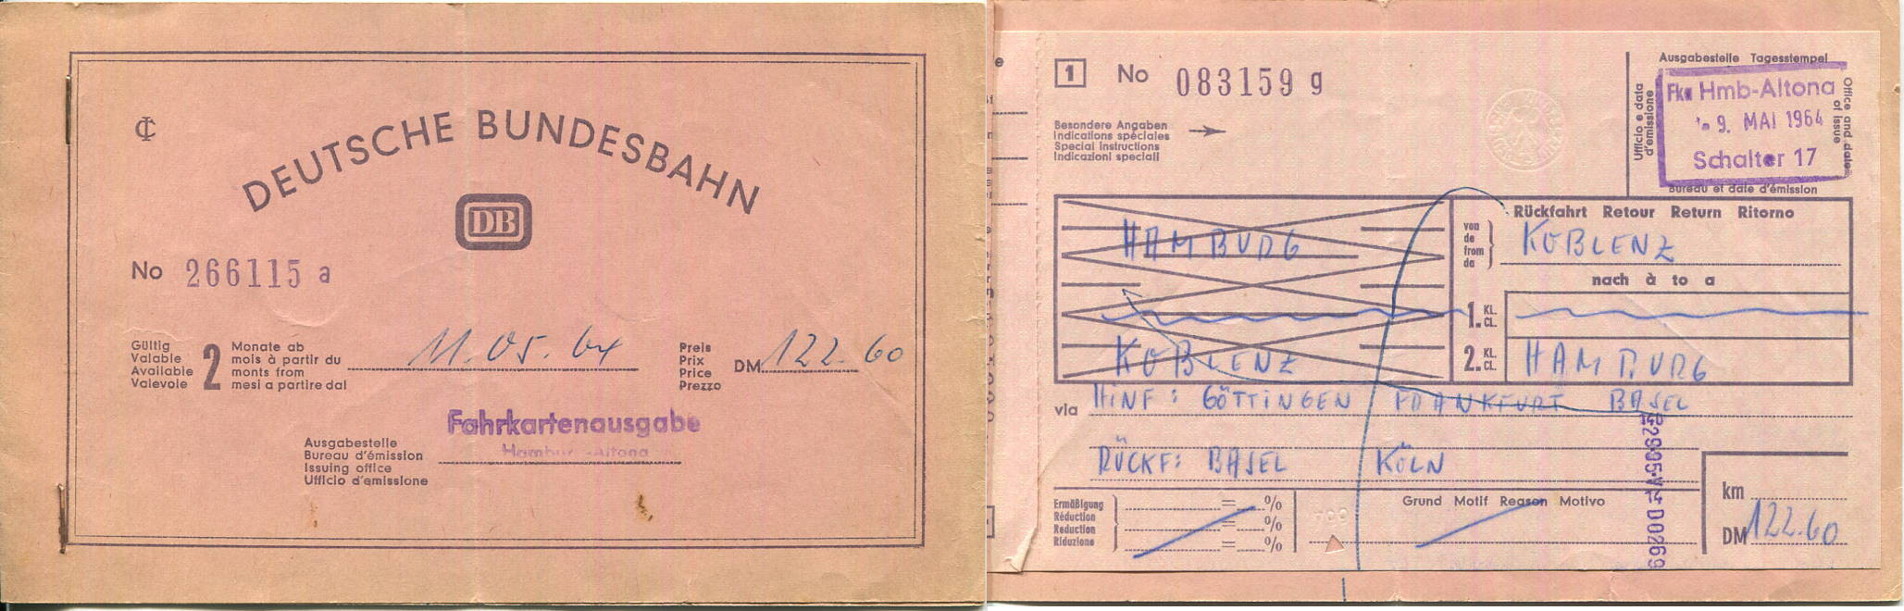 DEUTSCHE BUNDESBAHN
DB
No 266115 a
Gültig
Valable
Available
Valevole
2
Monate ab
mois à partir du
months from
mesi a partire dal
11.05.64
Preis
Prix
Price
Prezzo
DM 122.60
Fahrkartenausgabe
Hamburg-Altona
Ausgabestelle
Bureau d'émission
Issuing office
Ufficio d'emissione
1 No 083159 g
Besondere Angaben
Indications spéciales
Special Instructions
Indicazioni speciali
Ausgabestelle Tagesstempel
Ufficio e data
d'emissione
Office and date
of issue
Fka Hmb-Altona
9. MAI 1964
Schalter 17
Bureau et date d'émission
HAMBURG
KOBLENZ
Rückfahrt Retour Return Ritorno
von
de
from
da
KOBLENZ
nach à to a
1. KL.
CL.
2. KL.
CL.
HAMBURG
via HINF: GÖTTINGEN FRANKFURT BASEL
RÜCKF: BASEL KÖLN
Ermäßigung
Réduction
Reduction
Riduzione
= %
= %
= %
Grund Motif Reason Motivo
km
DM 122.60